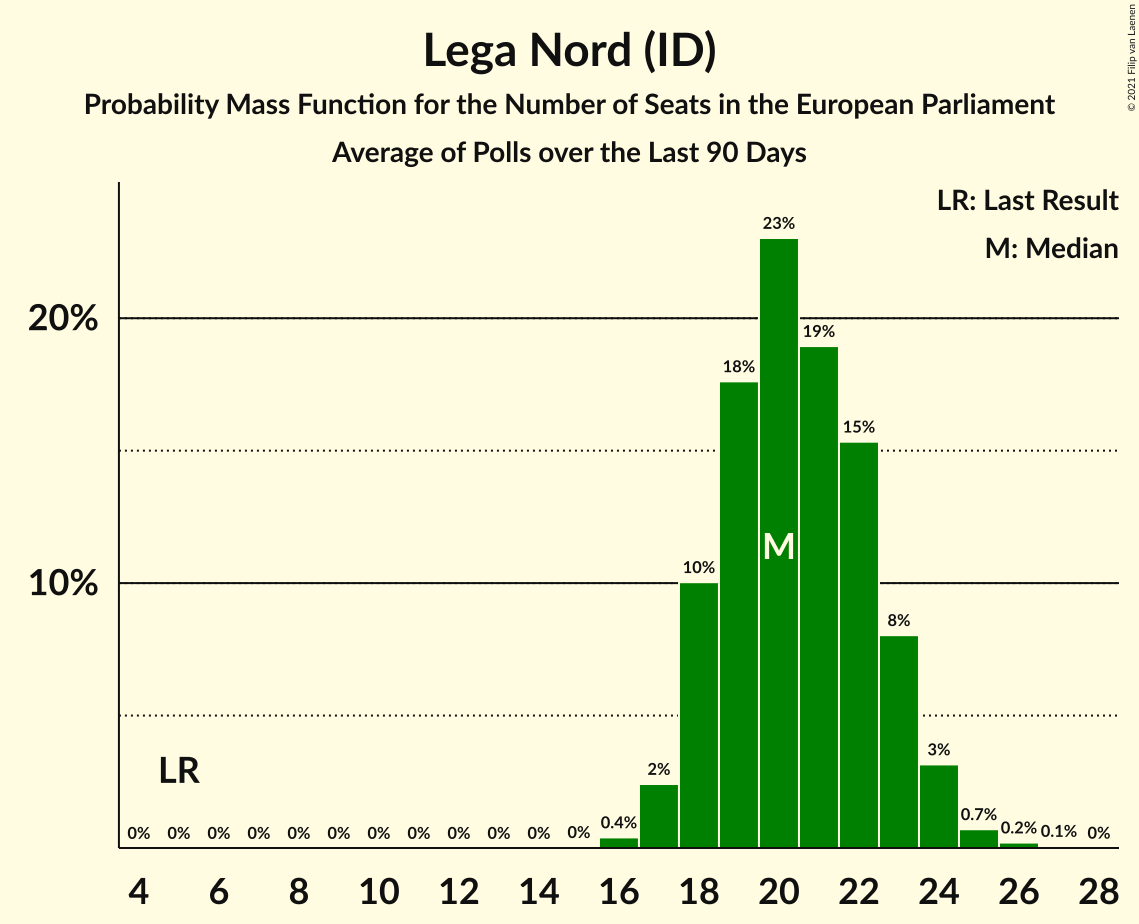 Lega Nord (ID)
Probability Mass Function for the Number of Seats in the European Parliament
Average of Polls over the Last 90 Days
© 2021 Filip van Laenen
LR: Last Result
M: Median
20%
10%
0% 0% 0% 0% 0% 0% 0% 0% 0% 0% 0% 0% 0.4% 2% 10% 18% 23% 19% 15% 8% 3% 0.7% 0.2% 0.1% 0%
LR
M
4 6 8 10 12 14 16 18 20 22 24 26 28